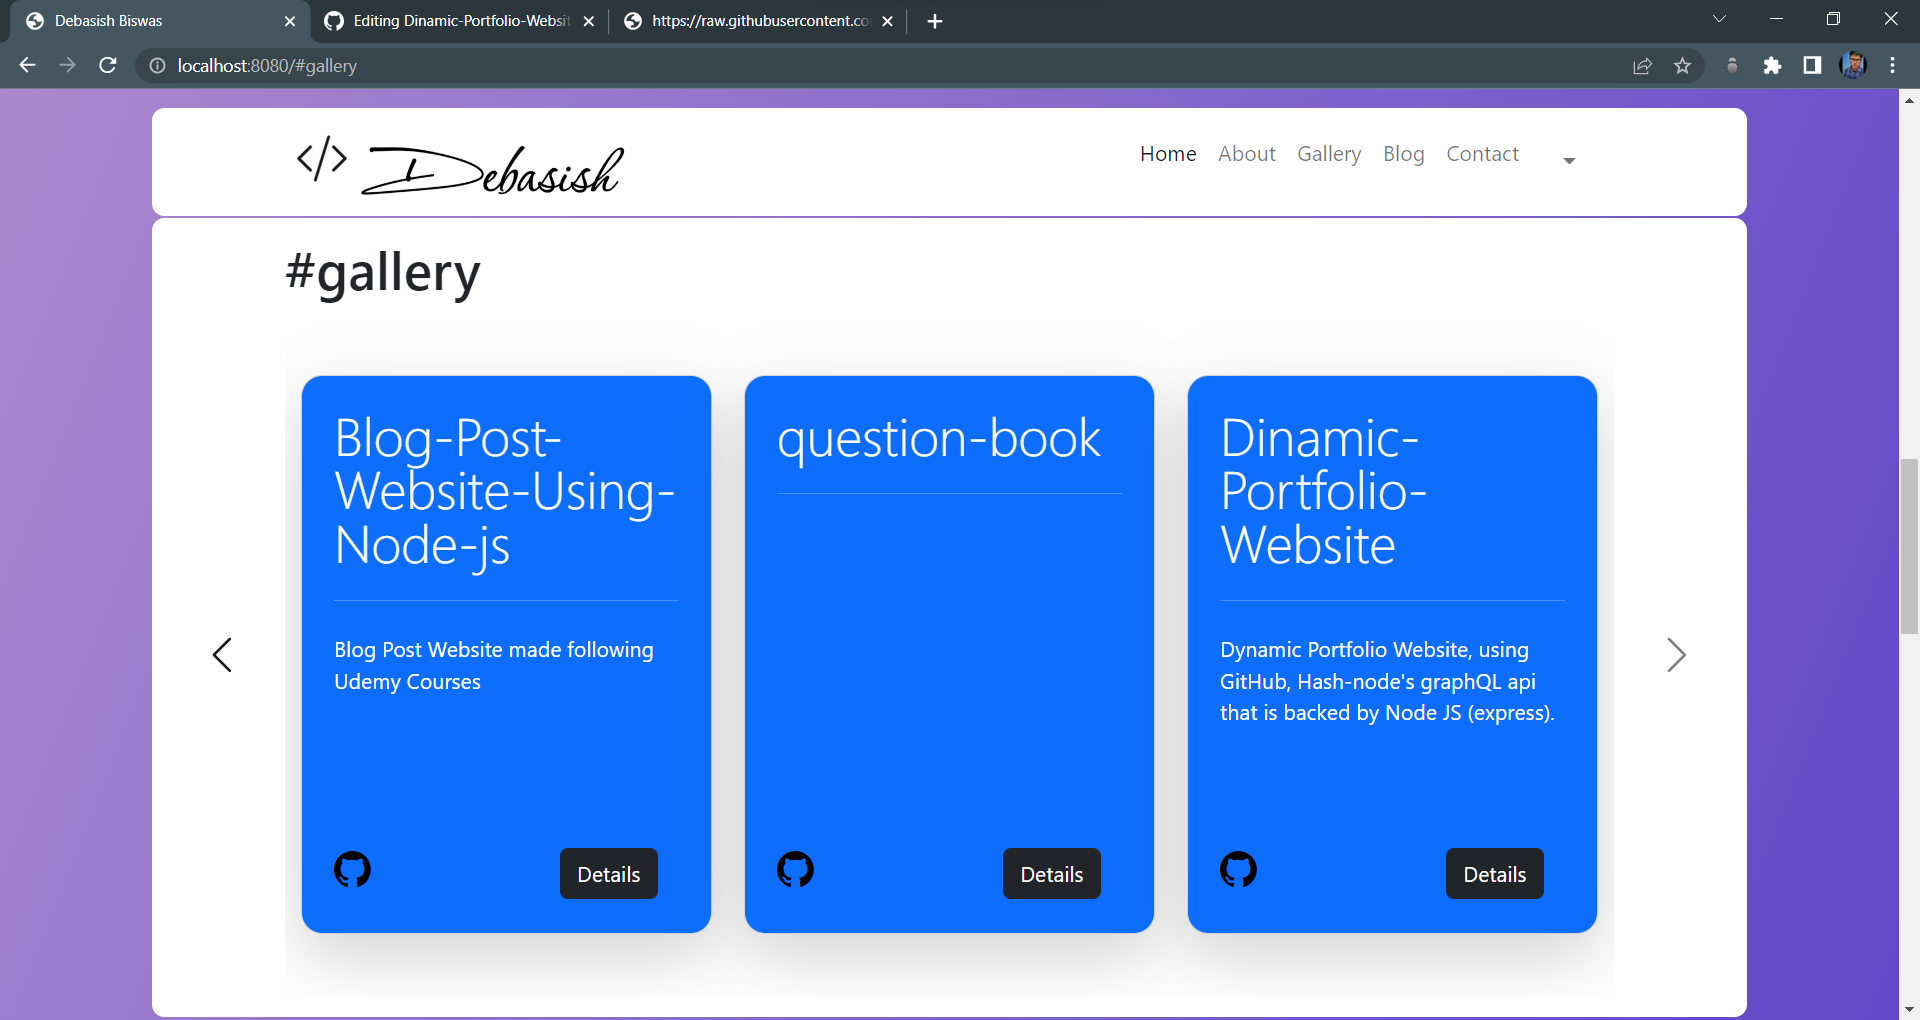 Debasish Biswas
Editing Dinamic-Portfolio-Websit
https://raw.githubusercontent.co
localhost:8080/#gallery
</> Debasish
Home About Gallery Blog Contact
#gallery
Blog-Post-
Website-Using-
Node-js
Blog Post Website made following
Udemy Courses
Details
question-book
Details
Dinamic-
Portfolio-
Website
Dynamic Portfolio Website, using
GitHub, Hash-node's graphQL api
that is backed by Node JS (express).
Details